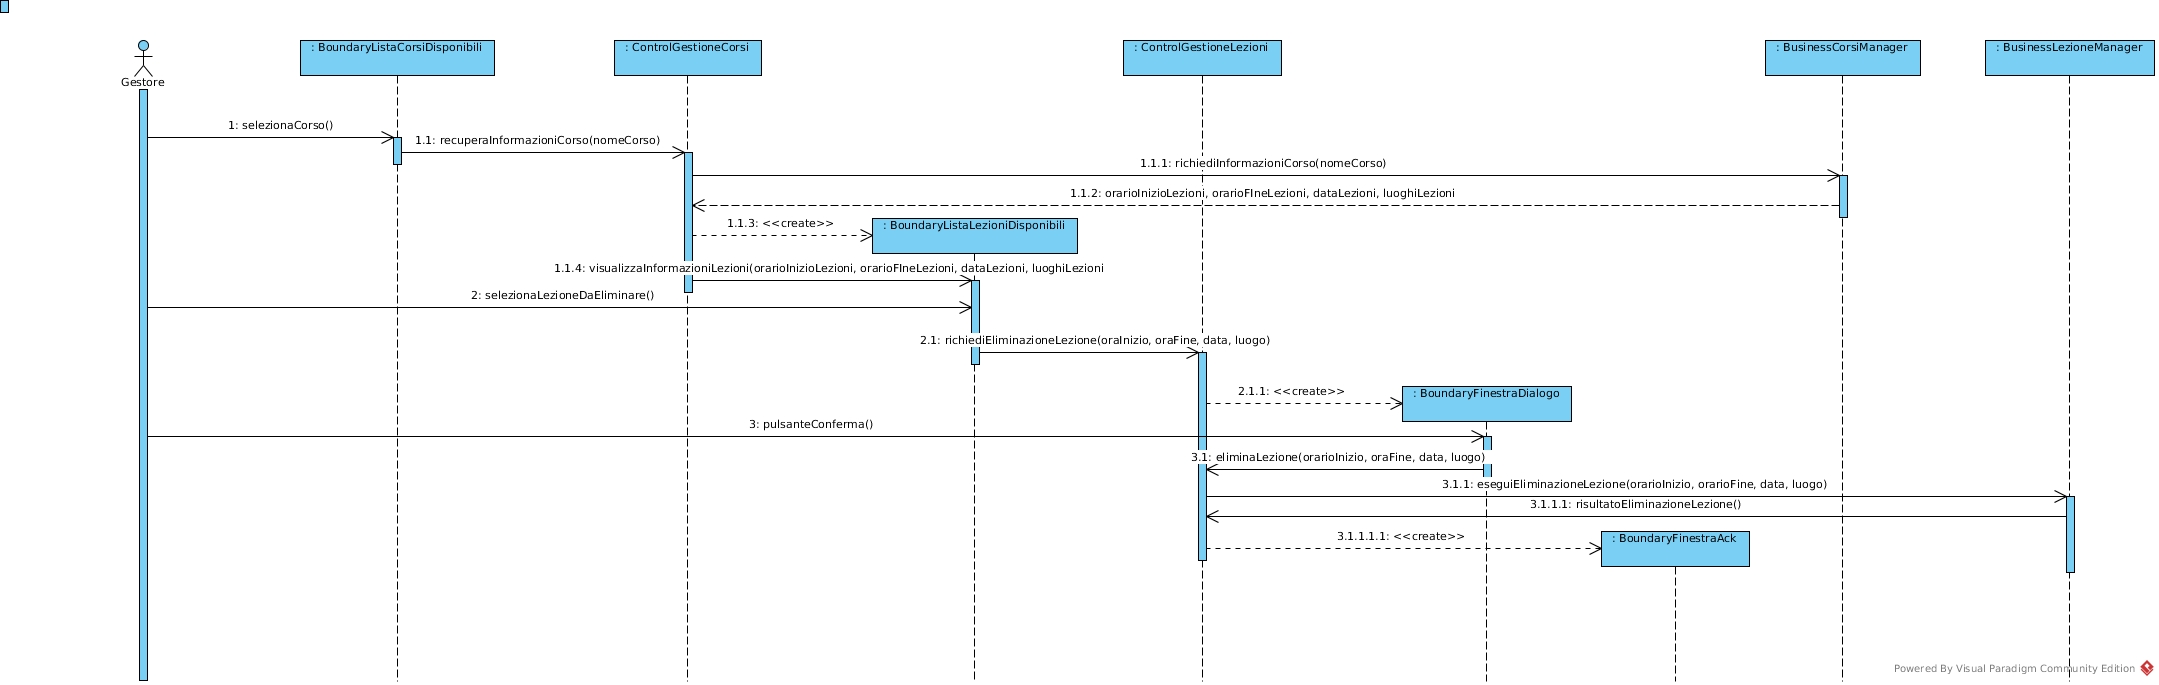 : BoundaryListaCorsiDisponibili
: ControlGestioneCorsi
: ControlGestioneLezioni
: BusinessCorsiManager
: BusinessLezioneManager
Gestore
1: selezionaCorso()
1.1: recuperaInformazioniCorso(nomeCorso)
1.1.1: richiediInformazioniCorso(nomeCorso)
1.1.2: orarioInizioLezioni, orarioFIneLezioni, dataLezioni, luoghiLezioni
1.1.3: <<create>>
: BoundaryListaLezioniDisponibili
1.1.4: visualizzaInformazioniLezioni(orarioInizioLezioni, orarioFIneLezioni, dataLezioni, luoghiLezioni
2: selezionaLezioneDaEliminare()
2.1: richiediEliminazioneLezione(oraInizio, oraFine, data, luogo)
2.1.1: <<create>>
: BoundaryFinestraDialogo
3: pulsanteConferma()
3.1: eliminaLezione(orarioInizio, oraFine, data, luogo)
3.1.1: eseguiEliminazioneLezione(orarioInizio, orarioFine, data, luogo)
3.1.1.1: risultatoEliminazioneLezione()
3.1.1.1.1: <<create>>
: BoundaryFinestraAck
Powered By Visual Paradigm Community Edition